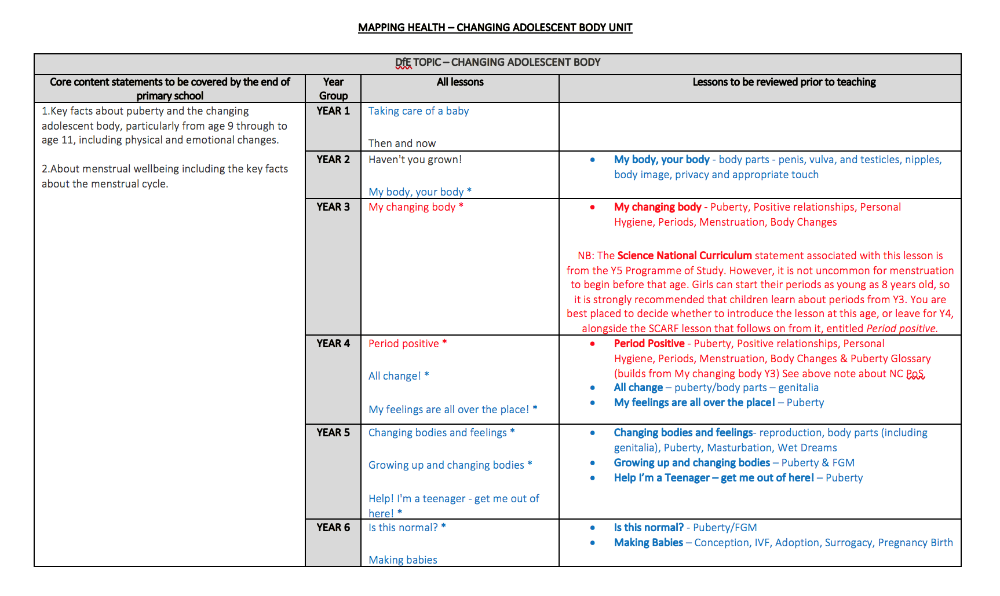 MAPPING HEALTH – CHANGING ADOLESCENT BODY UNIT
DfE TOPIC – CHANGING ADOLESCENT BODY
Core content statements to be covered by the end of
primary school
Year
Group
All lessons
Lessons to be reviewed prior to teaching
1.Key facts about puberty and the changing
adolescent body, particularly from age 9 through to
age 11, including physical and emotional changes.
2.About menstrual wellbeing including the key facts
about the menstrual cycle.
YEAR 1
Taking care of a baby
Then and now
YEAR 2
Haven't you grown!
My body, your body *
• My body, your body - body parts - penis, vulva, and testicles, nipples,
body image, privacy and appropriate touch
YEAR 3
My changing body *
• My changing body - Puberty, Positive relationships, Personal
Hygiene, Periods, Menstruation, Body Changes
NB: The Science National Curriculum statement associated with this lesson is
from the Y5 Programme of Study. However, it is not uncommon for menstruation
to begin before that age. Girls can start their periods as young as 8 years old, so
it is strongly recommended that children learn about periods from Y3. You are
best placed to decide whether to introduce the lesson at this age, or leave for Y4,
alongside the SCARF lesson that follows on from it, entitled Period positive.
YEAR 4
Period positive *
All change! *
My feelings are all over the place! *
• Period Positive - Puberty, Positive relationships, Personal
Hygiene, Periods, Menstruation, Body Changes & Puberty Glossary
(builds from My changing body Y3) See above note about NC PoS.
• All change – puberty/body parts – genitalia
• My feelings are all over the place! – Puberty
YEAR 5
Changing bodies and feelings *
Growing up and changing bodies *
Help! I'm a teenager - get me out of
here! *
• Changing bodies and feelings- reproduction, body parts (including
genitalia), Puberty, Masturbation, Wet Dreams
• Growing up and changing bodies – Puberty & FGM
• Help I’m a Teenager – get me out of here! – Puberty
YEAR 6
Is this normal? *
Making babies
• Is this normal? - Puberty/FGM
• Making Babies – Conception, IVF, Adoption, Surrogacy, Pregnancy Birth